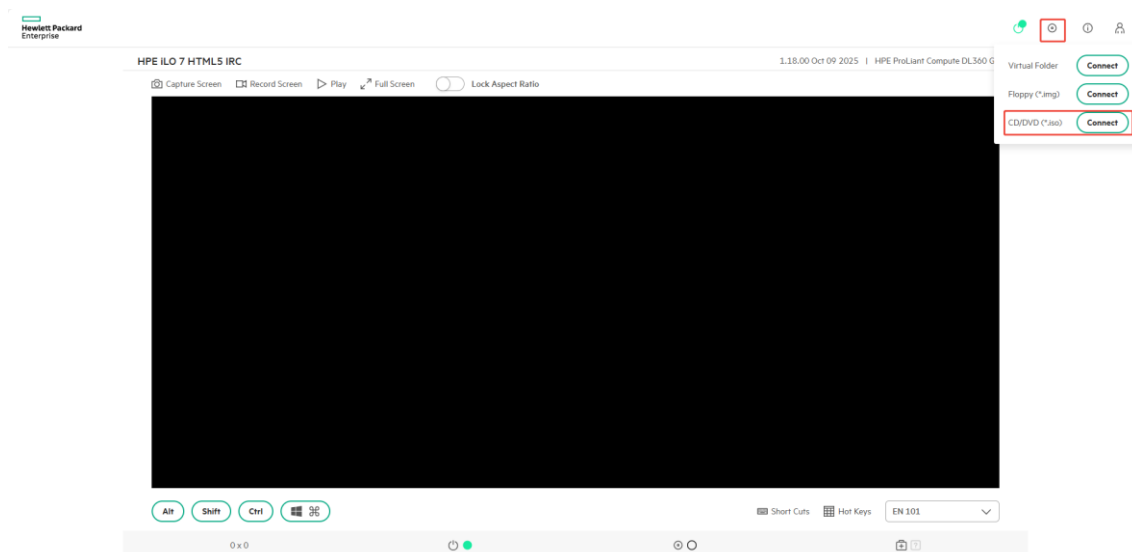 Hewlett Packard
Enterprise
HPE iLO 7 HTML5 IRC
1.18.00 Oct 09 2025 | HPE ProLiant Compute DL360 G
Virtual Folder Connect
Capture Screen Record Screen Play Full Screen Lock Aspect Ratio
Floppy (*.img) Connect
CD/DVD (*.iso) Connect
Alt Shift Ctrl ⌘
Short Cuts Hot Keys EN 101
0 x 0